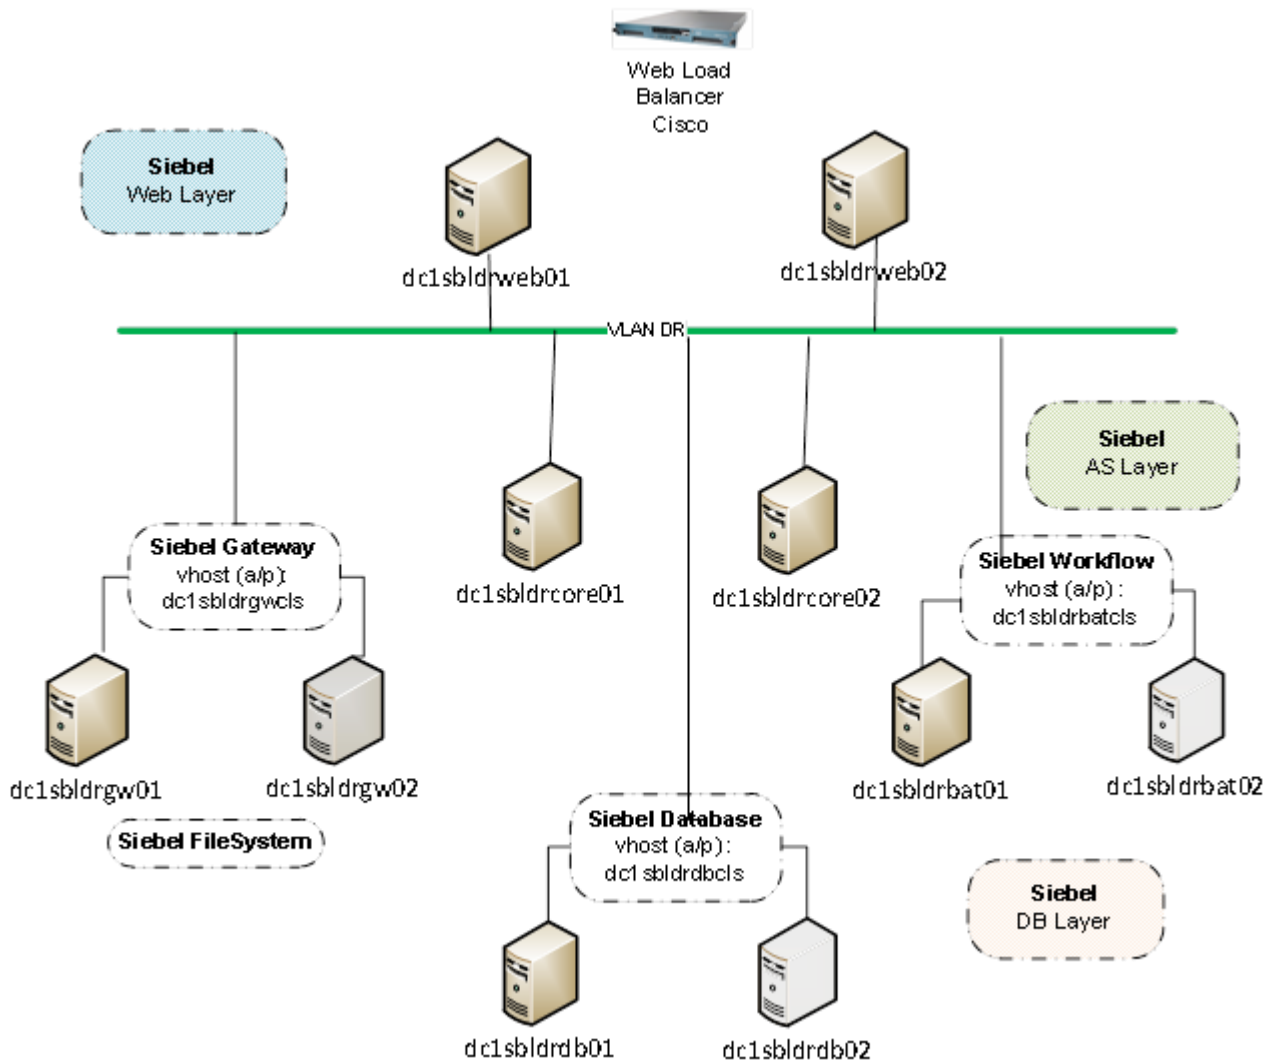 Web Load
Balancer
Cisco
Siebel
Web Layer
dc1sbldrweb01
dc1sbldrweb02
VLAN DR
Siebel
AS Layer
Siebel Gateway
vhost (a/p):
dc1sbldrgwcls
dc1sbldrcore01
dc1sbldrcore02
Siebel Workflow
vhost (a/p) :
dc1sbldrbatcls
dc1sbldrgw01
dc1sbldrgw02
dc1sbldrbat01
dc1sbldrbat02
Siebel FileSystem
Siebel Database
vhost (a/p) :
dc1sbldrdbcls
Siebel
DB Layer
dc1sbldrdb01
dc1sbldrdb02